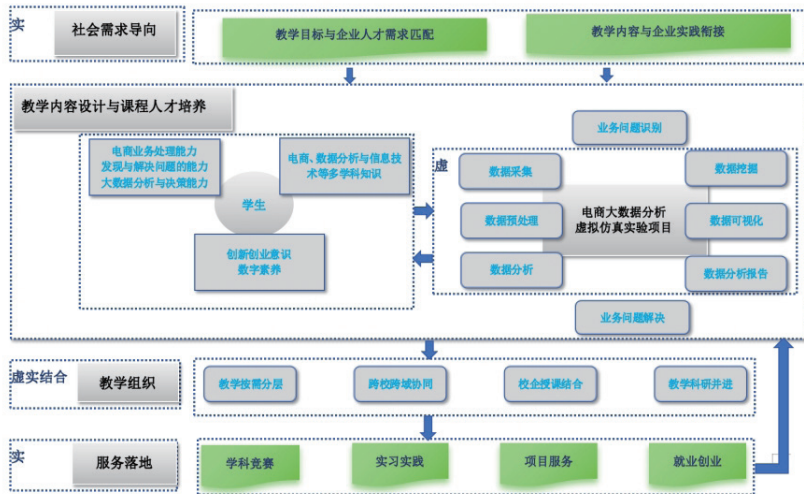 实
社会需求导向
教学目标与企业人才需求匹配
教学内容与企业实践衔接
教学内容设计与课程人才培养
电商业务处理能力
发现与解决问题的能力
大数据分析与决策能力
电商、数据分析与信息技
术等多学科知识
学生
创新创业意识
数字素养
虚
业务问题识别
数据采集
数据预处理
数据分析
电商大数据分析
虚拟仿真实验项目
数据挖掘
数据可视化
数据分析报告
业务问题解决
虚实结合
教学组织
教学按需分层
跨校跨域协同
校企授课结合
教学科研并进
实
服务落地
学科竞赛
实习实践
项目服务
就业创业